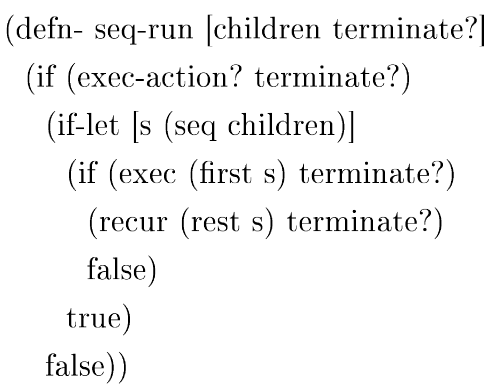 (defn- seq-run [children terminate?]
(if (exec-action? terminate?)
(if-let [s (seq children)]
(if (exec (first s) terminate?)
(recur (rest s) terminate?)
false)
true)
false))